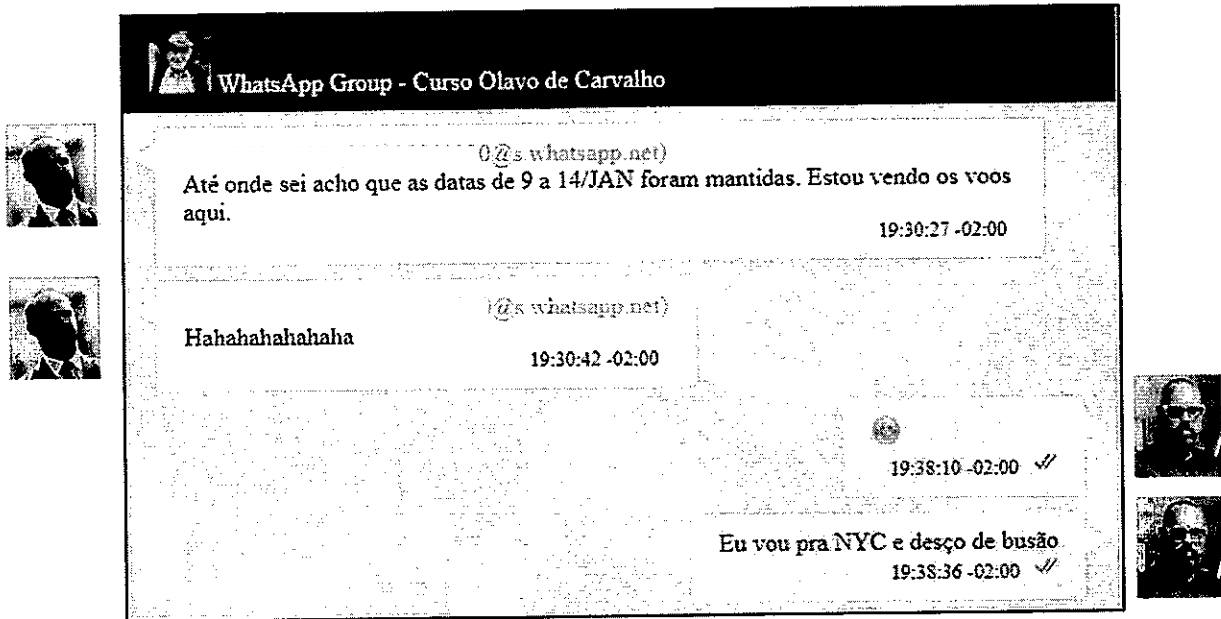 WhatsApp Group - Curso Olavo de Carvalho
0@s.whatsapp.net)
Até onde sei acho que as datas de 9 a 14/JAN foram mantidas. Estou vendo os voos
aqui.
19:30:27 -02:00
@s.whatsapp.net)
Hahahahahahaha
19:30:42 -02:00
19:38:10 -02:00
Eu vou pra NYC e desço de busão
19:38:36 -02:00